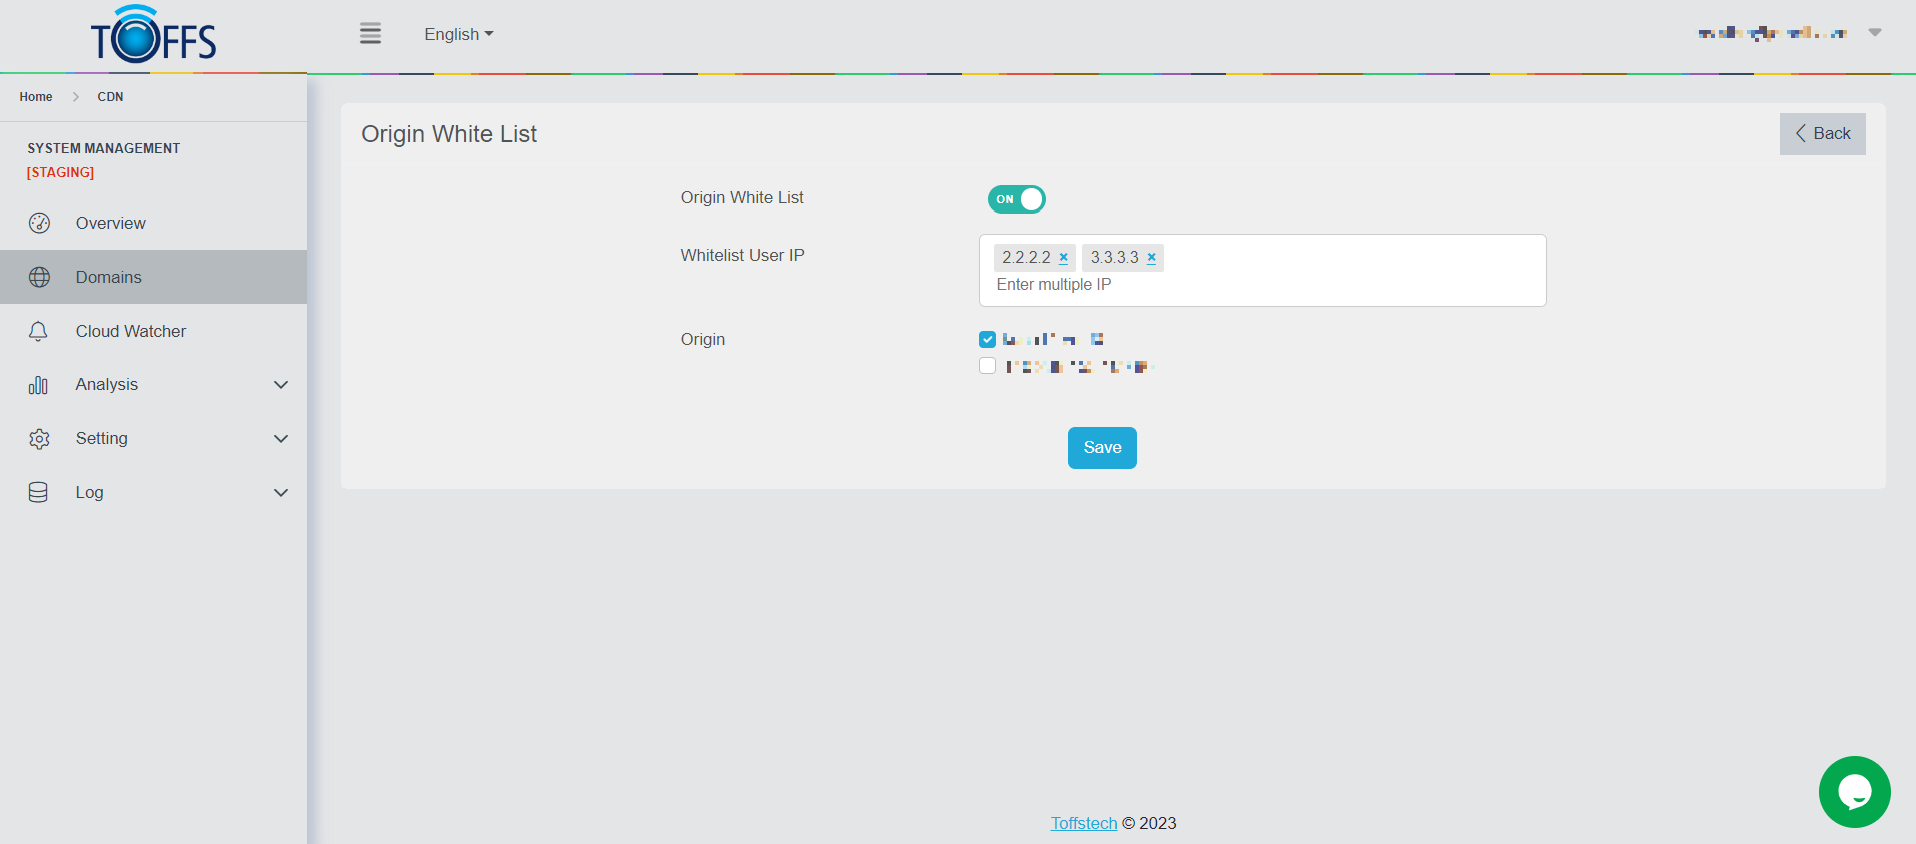 TOFFS
English
Home > CDN
SYSTEM MANAGEMENT
[STAGING]
Overview
Domains
Cloud Watcher
Analysis
Setting
Log
Origin White List
Back
Origin White List
ON
Whitelist User IP
2.2.2.2 × 3.3.3.3 ×
Enter multiple IP
Origin
Save
Toffstech © 2023